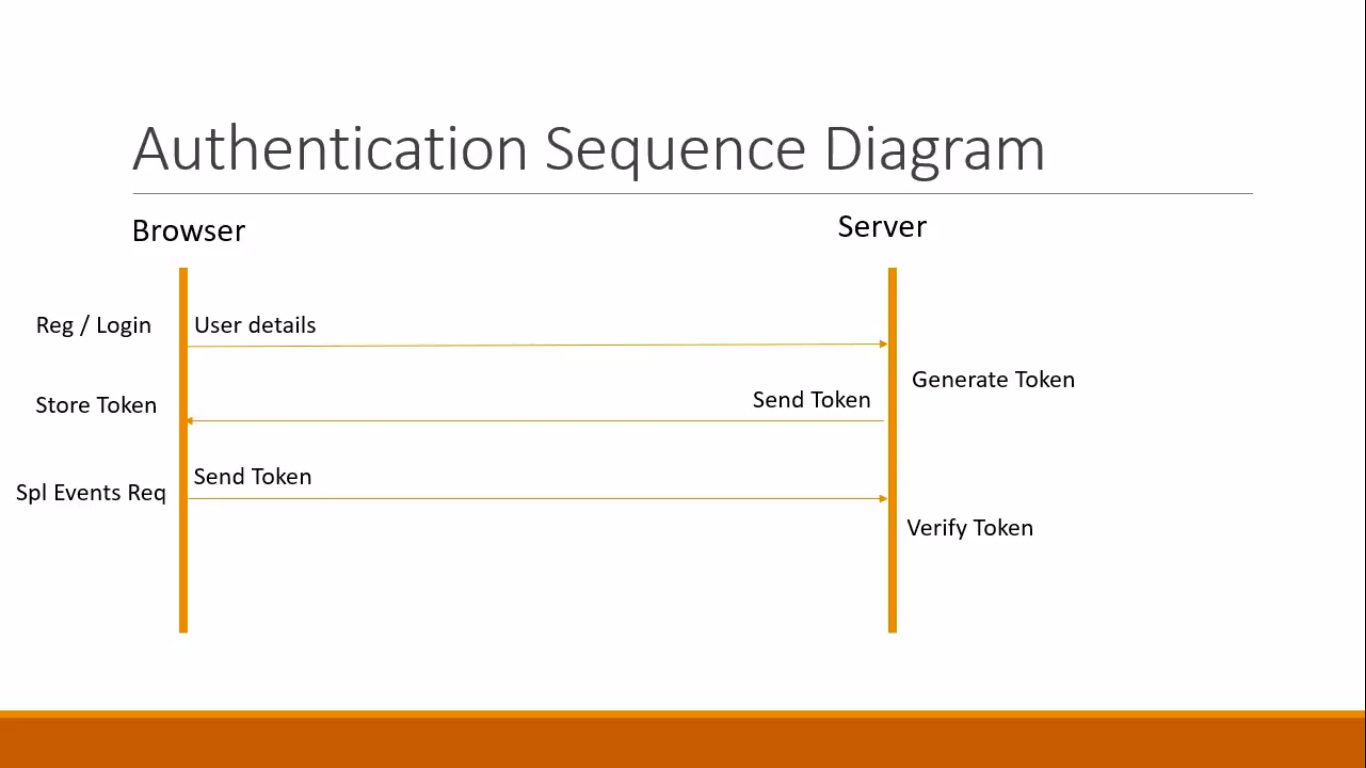 Authentication Sequence Diagram
Browser
Server
Reg / Login
User details
Generate Token
Send Token
Store Token
Send Token
Spl Events Req
Verify Token